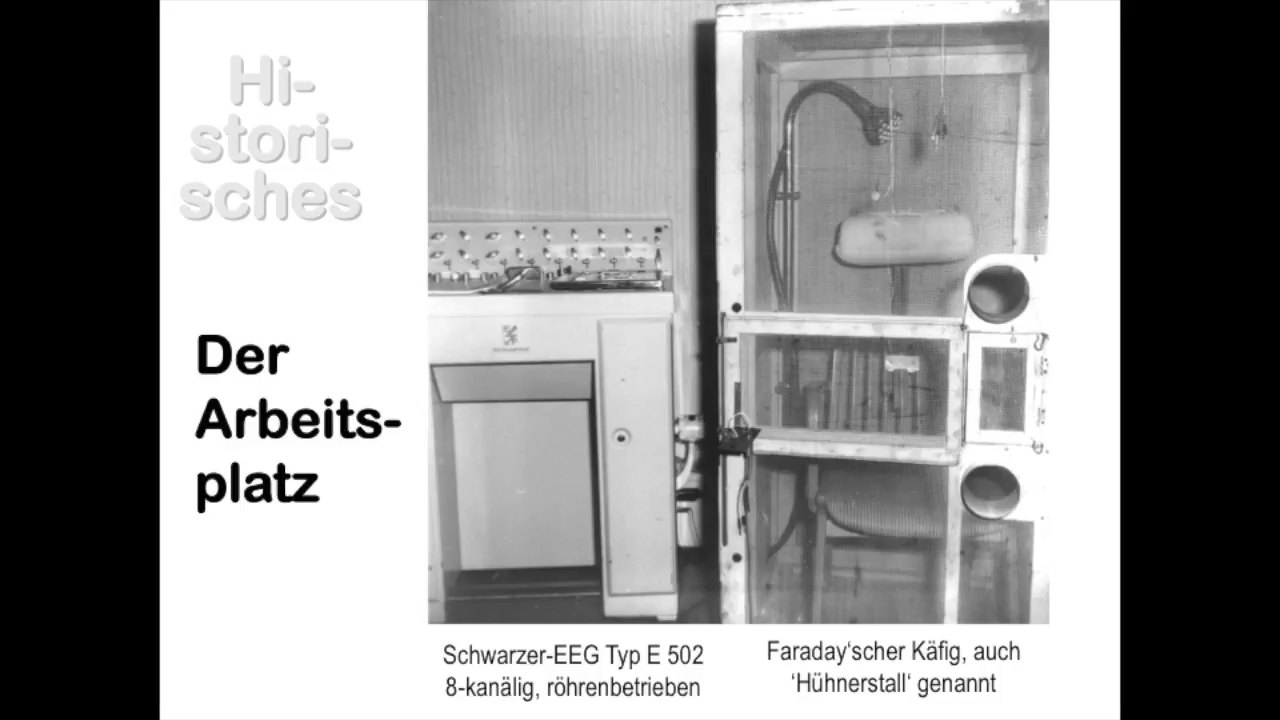 Hi-
stori-
sches
Der
Arbeits-
platz
Schwarzer-EEG Typ E 502
8-kanälig, röhrenbetrieben
Faraday‘scher Käfig, auch
‘Hühnerstall‘ genannt